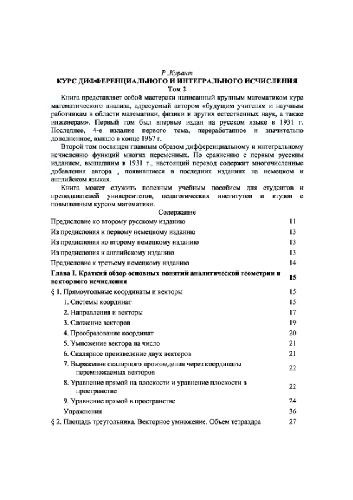 Р .Курант
КУРС ДИФФЕРЕНЦИАЛЬНОГО И ИНТЕГРАЛЬНОГО ИСЧИСЛЕНИЯ
Том 2
Книга представляет собой мастерски написанный крупным математиком курс
математического анализа, адресуемый автором «будущим учителям и научным
работникам в области математики, физики и других естественных наук, а также
инженерам». Первый том был впервые издан на русском языке в 1931 г.
Последнее, 4-е издание первого тома, переработанное и значительно
дополненное, вышло в конце 1967 г.
Второй том посвящен главным образом дифференциальному и интегральному
исчислению функций многих переменных. По сравнению с первым русским
изданием, вышедшим в 1931 г., настоящий перевод содержит многочисленные
добавления автора , появившиеся в последних изданиях на немецком и
английском языках.
Книга может служить полезным учебным пособием для студентов и
преподавателей университетов, педагогических институтов и втузов с
повышенным курсом математики.
Содержание
Предисловие ко второму русскому изданию 11
Из предисловия к первому немецкому изданию 13
Из предисловия ко второму немецкому изданию 13
Из предисловия к английскому изданию 13
Предисловие к третьему немецкому изданию 14
Глава I. Краткий обзор основных понятий аналитической геометрии и 15
векторного исчисления
§ 1. Прямоугольные координаты и векторы 15
1. Системы координат 15
2. Направления и векторы 17
3. Сложение векторов 19
4. Преобразование координат 20
5. Умножение вектора на число 21
6. Скалярное произведение двух векторов 21
7. Выражение скалярного произведения через координаты 22
перемножаемых векторов
8. Уравнение прямой на плоскости и уравнение плоскости в 22
пространстве
9. Уравнение прямой в пространстве 24
Упражнения 26
§ 2. Площадь треугольника. Векторное умножение. Объем тетраэдра 27